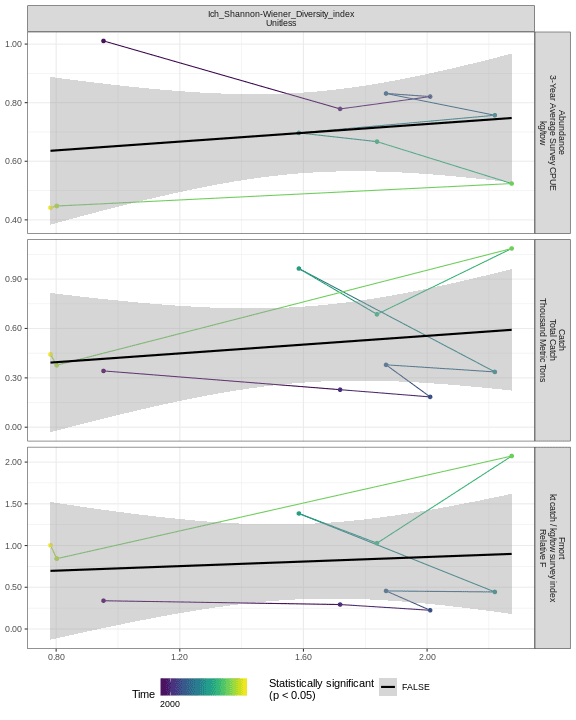 Ich_Shannon-Wiener_Diversity_index
Unitless
1.00
0.80
0.60
0.40
Abundance
3-Year Average Survey CPUE
kg/tow
0.90
0.60
0.30
0.00
Catch
Total Catch
Thousand Metric Tons
2.00
1.50
1.00
0.50
0.00
Fmort
kt catch / kg/tow survey index
Relative F
0.80
1.20
1.60
2.00
Time
2000
Statistically significant
(p < 0.05)
FALSE